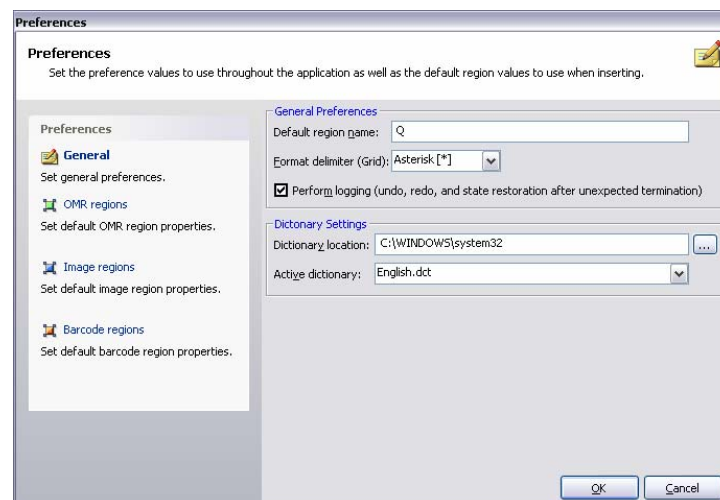 Preferences
Preferences
Set the preference values to use throughout the application as well as the default region values to use when inserting.
Preferences
General
Set general preferences.
OMR regions
Set default OMR region properties.
Image regions
Set default image region properties.
Barcode regions
Set default barcode region properties.
General Preferences
Default region name: Q
Format delimiter (Grid): Asterisk [*]
Perform logging (undo, redo, and state restoration after unexpected termination)
Dictonary Settings
Dictionary location: C:\WINDOWS\system32 ...
Active dictionary: English.dct
OK Cancel